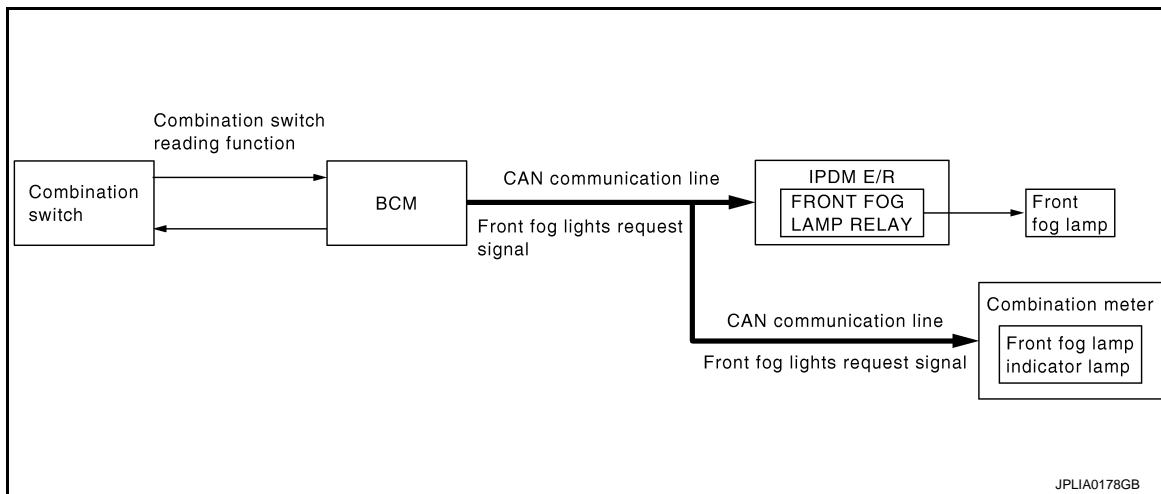 Combination switch
reading function
Combination
switch
BCM
CAN communication line
Front fog lights request
signal
IPDM E/R
FRONT FOG
LAMP RELAY
Front
fog lamp
CAN communication line
Front fog lights request signal
Combination meter
Front fog lamp
indicator lamp
JPLIA0178GB